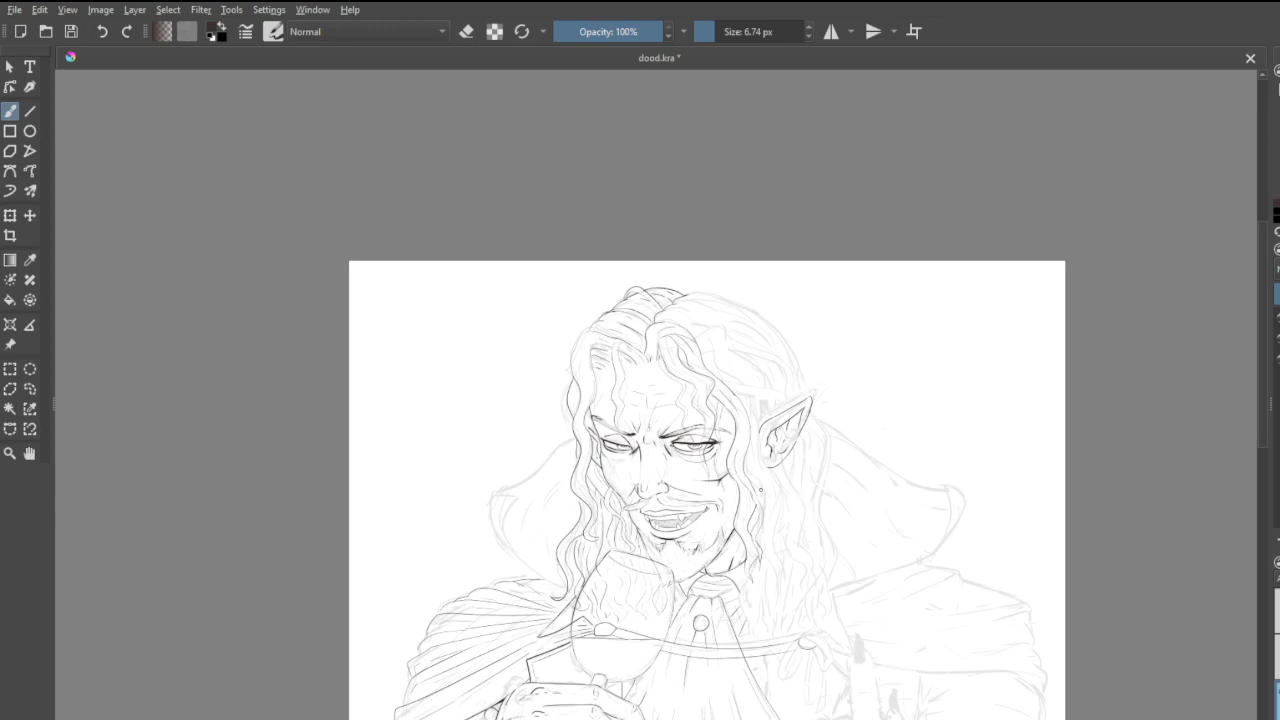 File Edit View Image Layer Select Filter Tools Settings Window Help
Normal Opacity: 100% Size: 6.74 px
dood.kra *